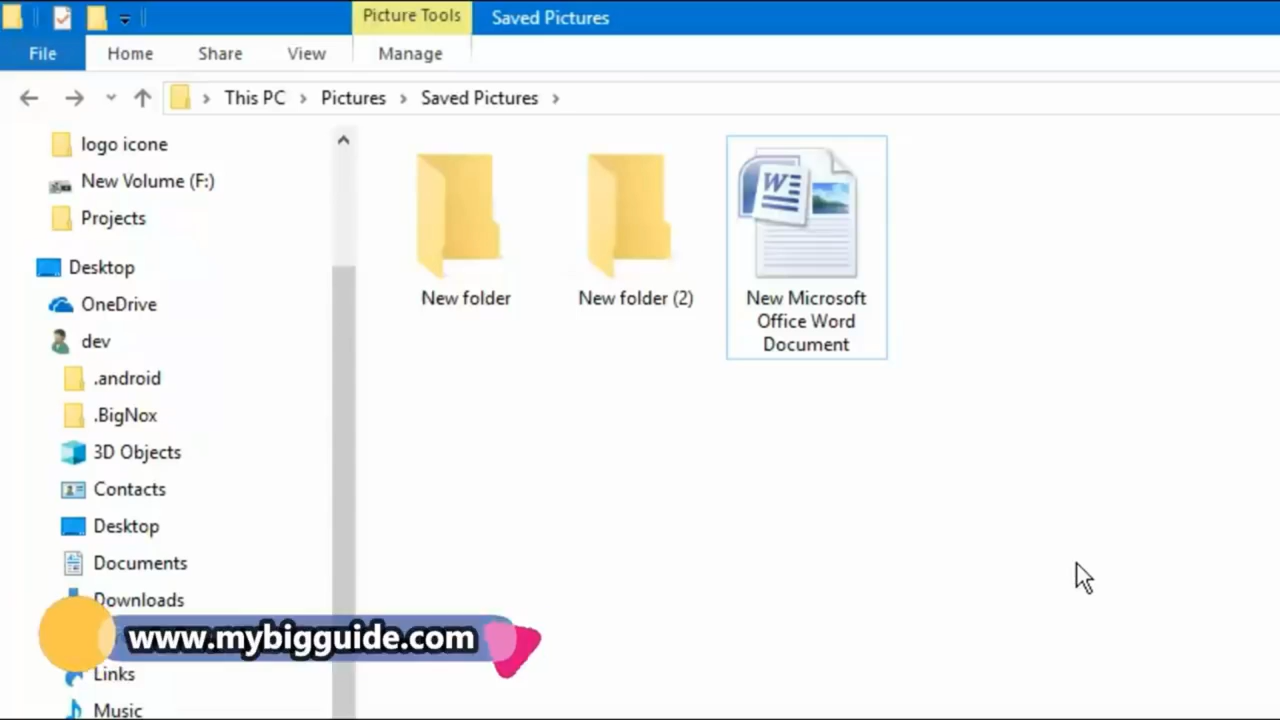 Picture Tools
Saved Pictures
File
Home
Share
View
Manage
This PC
Pictures
Saved Pictures
logo icone
New Volume (F:)
Projects
Desktop
OneDrive
dev
.android
.BigNox
3D Objects
Contacts
Desktop
Documents
Downloads
Links
Music
New folder
New folder (2)
New Microsoft
Office Word
Document
W
www.mybigguide.com